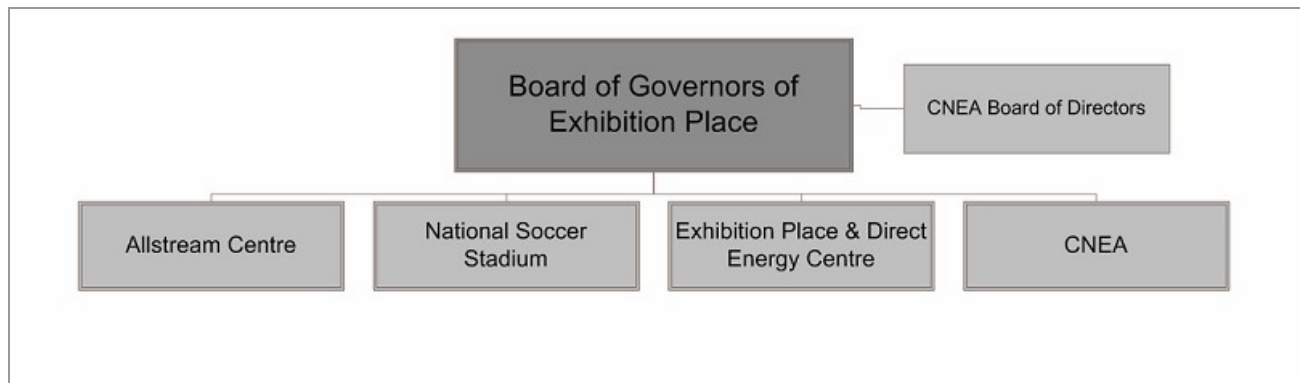 Board of Governors of
Exhibition Place
CNEA Board of Directors
Allstream Centre
National Soccer
Stadium
Exhibition Place & Direct
Energy Centre
CNEA